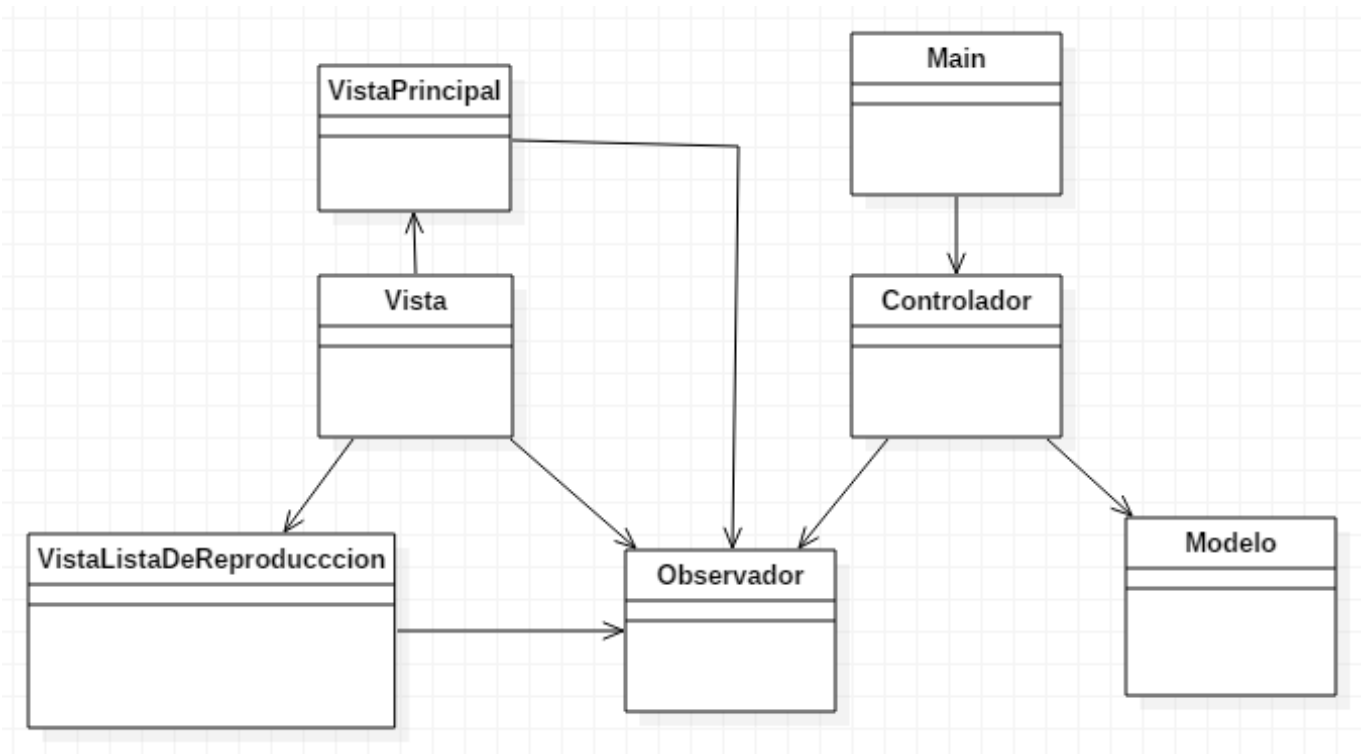 Main
VistaPrincipal
Vista
Controlador
VistaListaDeReproducccion
Observador
Modelo